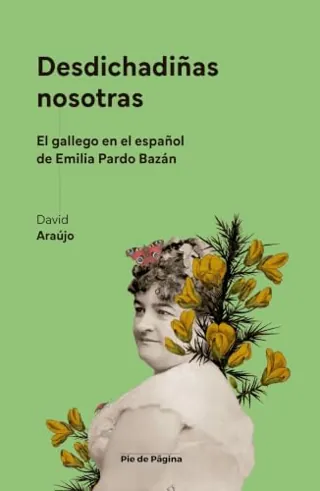 Desdichadiñas
nosotras
El gallego en el español
de Emilia Pardo Bazán
David
Araújo
Pie de Página